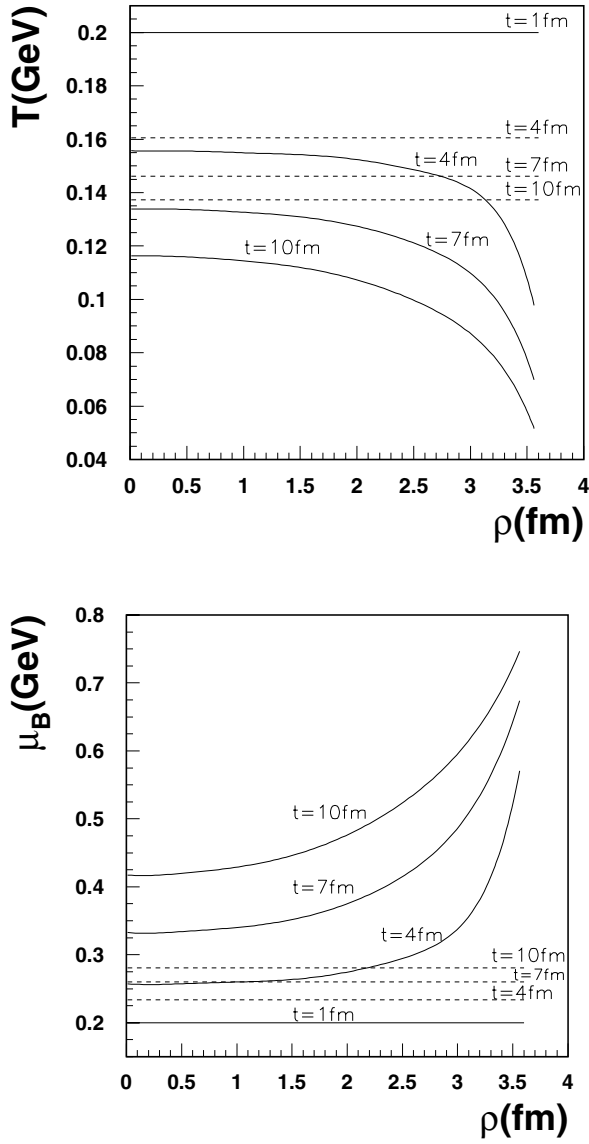 T(GeV)
0.2
0.18
0.16
0.14
0.12
0.1
0.08
0.06
0.04
t=1fm
t=4fm
t=4fm
t=7fm
t=10fm
t=7fm
t=10fm
0 0.5 1 1.5 2 2.5 3 3.5 4
ρ(fm)
μB(GeV)
0.8
0.7
0.6
0.5
0.4
0.3
0.2
t=10fm
t=7fm
t=4fm
t=10fm
t=7fm
t=4fm
t=1fm
0 0.5 1 1.5 2 2.5 3 3.5 4
ρ(fm)